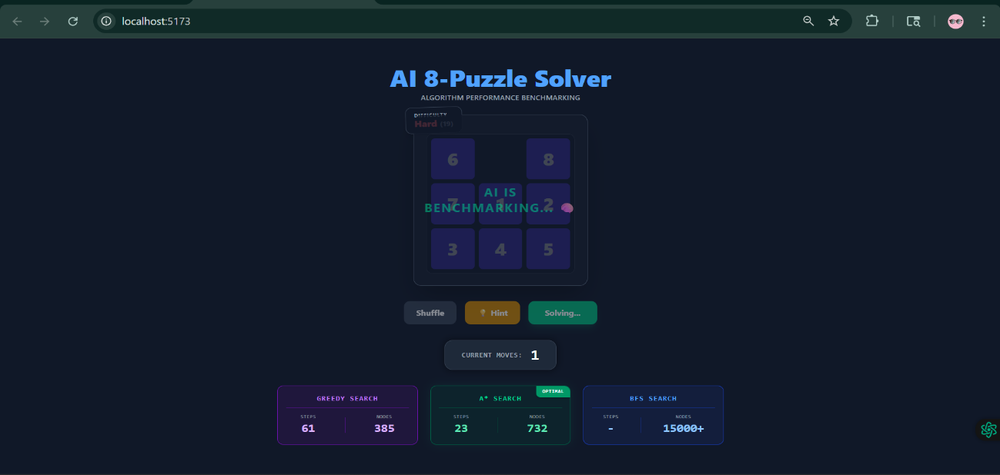 localhost:5173
AI 8-Puzzle Solver
ALGORITHM PERFORMANCE BENCHMARKING
DIFFICULTY
Hard (19)
6 8
7 1 2
AI IS
BENCHMARKING...
3 4 5
Shuffle
Hint
Solving...
CURRENT MOVES: 1
GREEDY SEARCH
STEPS NODES
61 385
OPTIMAL
A* SEARCH
STEPS NODES
23 732
BFS SEARCH
STEPS NODES
- 15000+